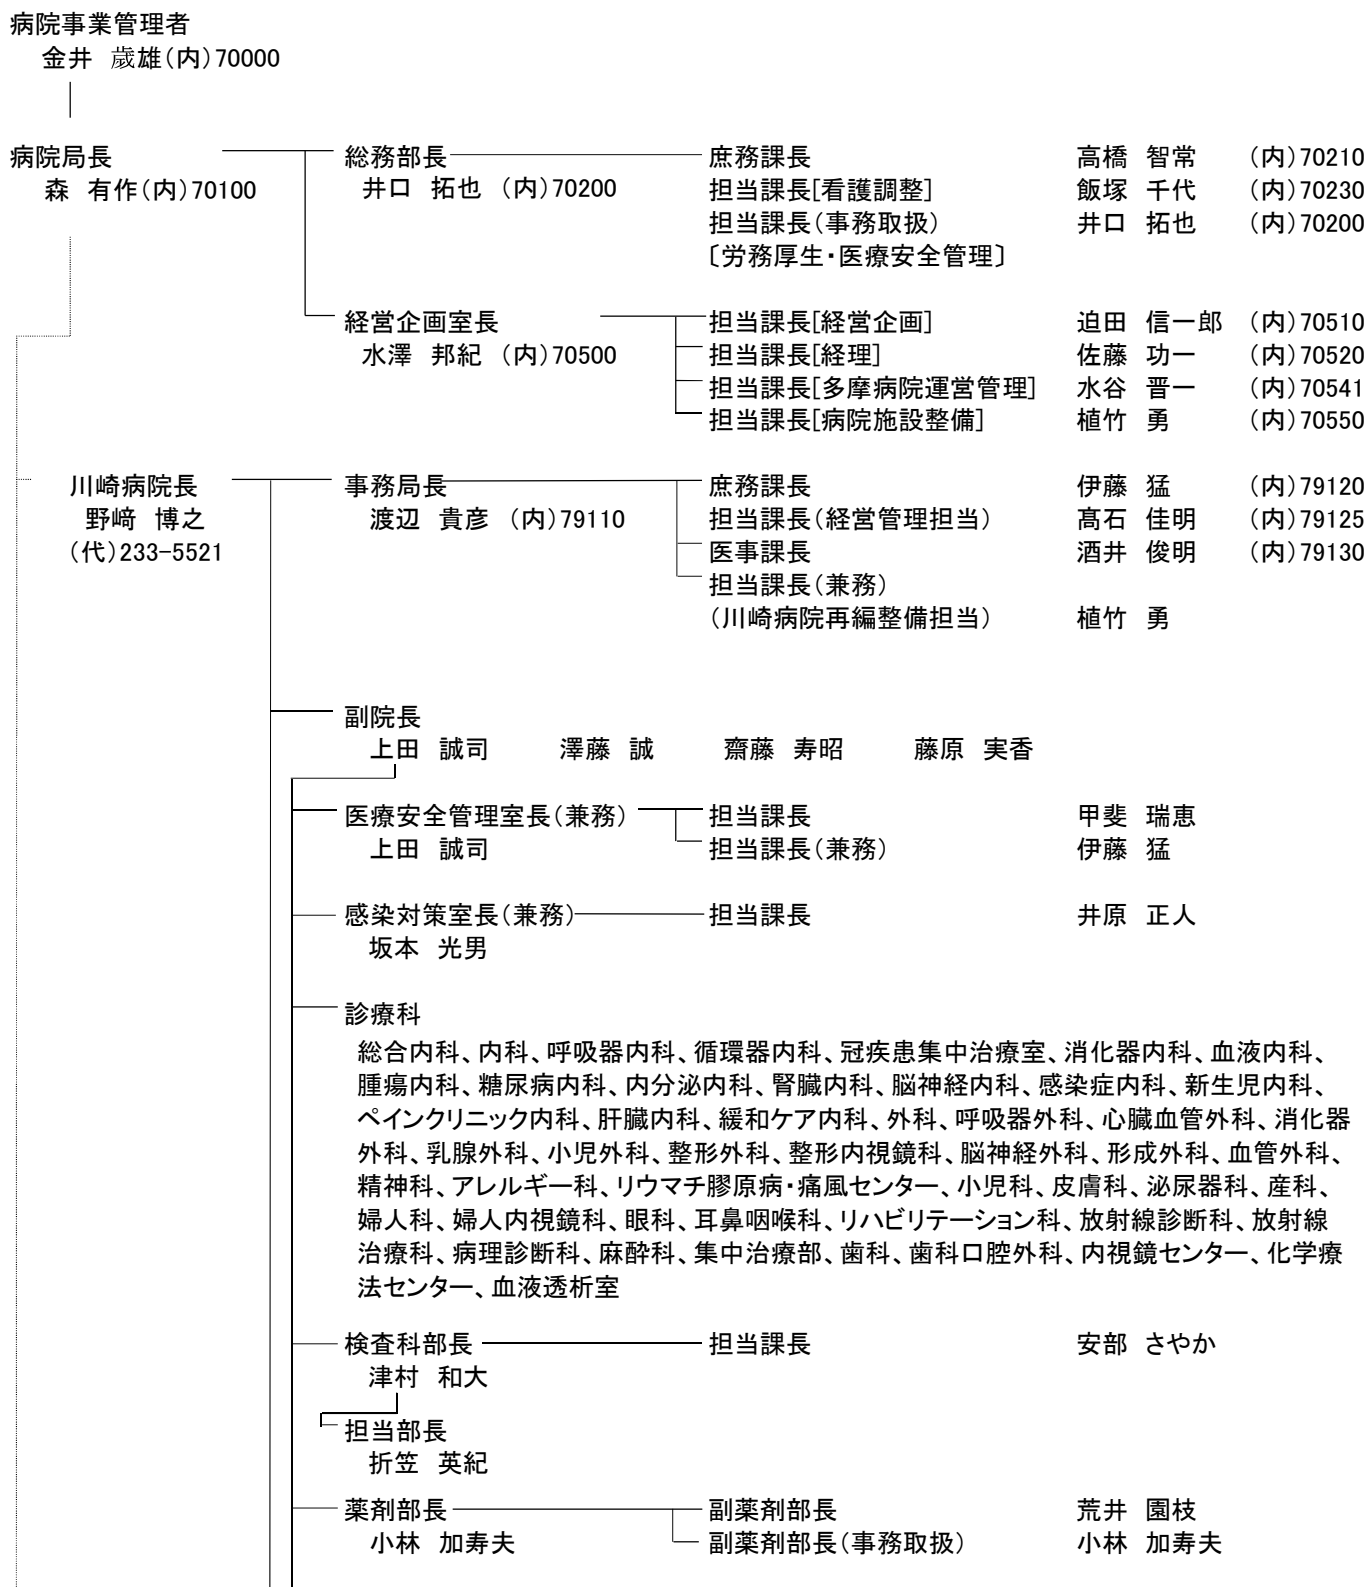 病院事業管理者
金井　歲雄(内)70000
病院局長　総務部長　庶務課長　高橋　智常　(内)70210
森　有作(内)70100　井口　拓也　(内)70200　担当課長[看護調整]　飯塚　千代　(内)70230
担当課長(事務取扱)　井口　拓也　(内)70200
〔労務厚生・医療安全管理〕
経営企画室長　担当課長[経営企画]　迫田　信一郎　(内)70510
水澤　邦紀　(内)70500　担当課長[経理]　佐藤　功一　(内)70520
担当課長[多摩病院運営管理]　水谷　晋一　(内)70541
担当課長[病院施設整備]　植竹　勇　(内)70550
川崎病院長　事務局長　庶務課長　伊藤　猛　(内)79120
野﨑　博之　渡辺　貴彦　(内)79110　担当課長(経営管理担当)　髙石　佳明　(内)79125
(代)233-5521　医事課長　酒井　俊明　(内)79130
担当課長(兼務)
(川崎病院再編整備担当)　植竹　勇
副院長
上田　誠司　澤藤　誠　齋藤　寿昭　藤原　実香
医療安全管理室長(兼務)　担当課長　甲斐　瑞恵
上田　誠司　担当課長(兼務)　伊藤　猛
感染対策室長(兼務)　担当課長　井原　正人
坂本　光男
診療科
総合内科、内科、呼吸器内科、循環器内科、冠疾患集中治療室、消化器内科、血液内科、
腫瘍内科、糖尿病内科、内分泌内科、腎臓内科、脳神経内科、感染症内科、新生児内科、
ペインクリニック内科、肝臓内科、緩和ケア内科、外科、呼吸器外科、心臓血管外科、消化器
外科、乳腺外科、小児外科、整形外科、整形内視鏡科、脳神経外科、形成外科、血管外科、
精神科、アレルギー科、リウマチ膠原病・痛風センター、小児科、皮膚科、泌尿器科、産科、
婦人科、婦人内視鏡科、眼科、耳鼻咽喉科、リハビリテーション科、放射線診断科、放射線
治療科、病理診断科、麻酔科、集中治療部、歯科、歯科口腔外科、内視鏡センター、化学療
法センター、血液透析室
検査科部長　担当課長　安部　さやか
津村　和大
担当部長
折笠　英紀
薬剤部長　副薬剤部長　荒井　園枝
小林　加寿夫　副薬剤部長(事務取扱)　小林　加寿夫